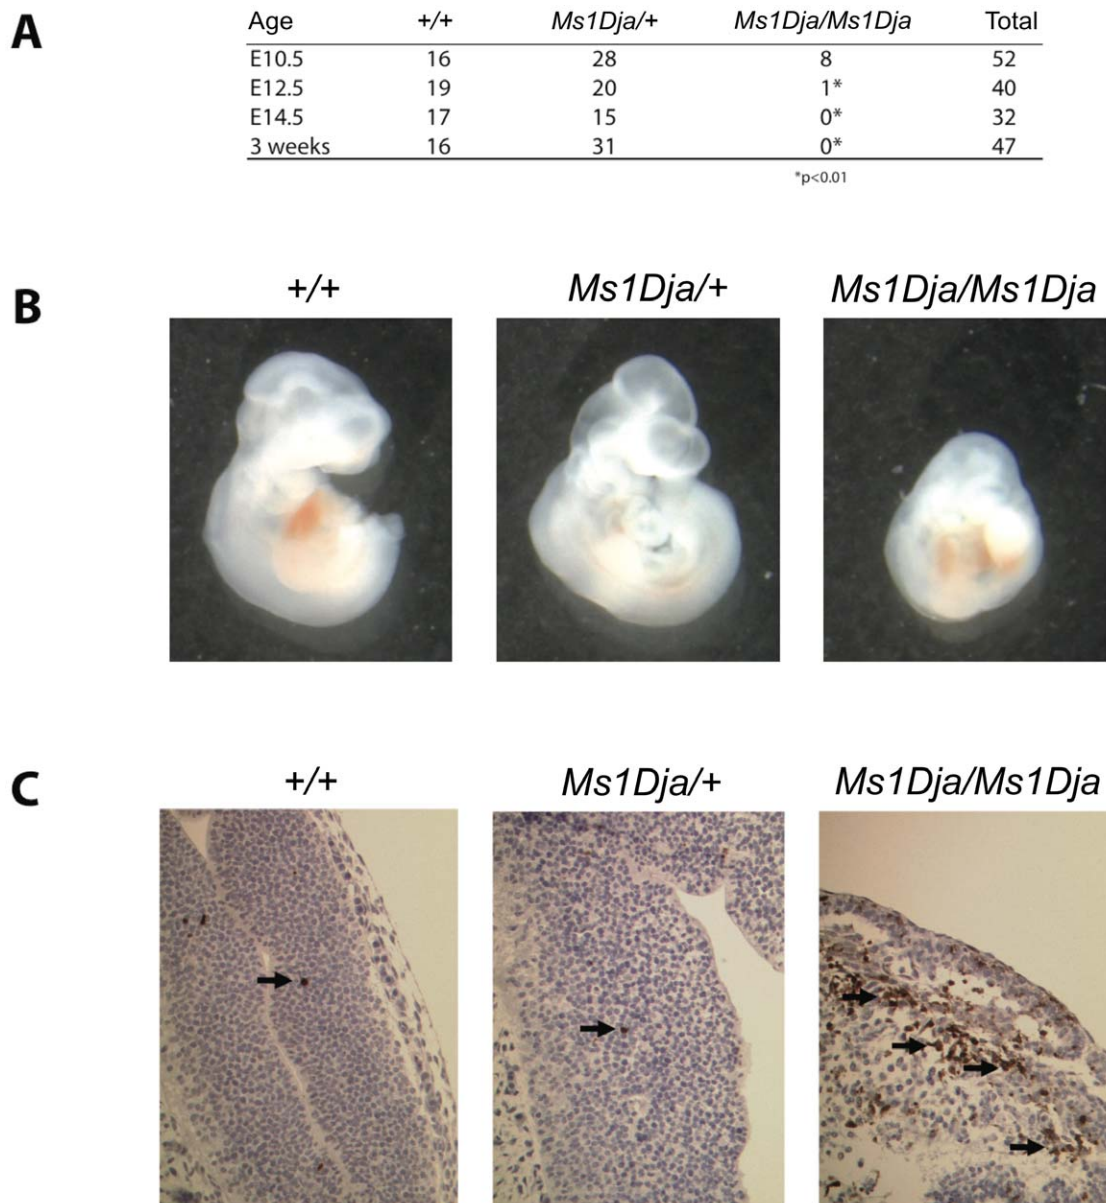 A
Age +/+ Ms1Dja/+ Ms1Dja/Ms1Dja Total
E10.5 16 28 8 52
E12.5 19 20 1* 40
E14.5 17 15 0* 32
3 weeks 16 31 0* 47
*p<0.01
B
+/+ Ms1Dja/+ Ms1Dja/Ms1Dja
C
+/+ Ms1Dja/+ Ms1Dja/Ms1Dja